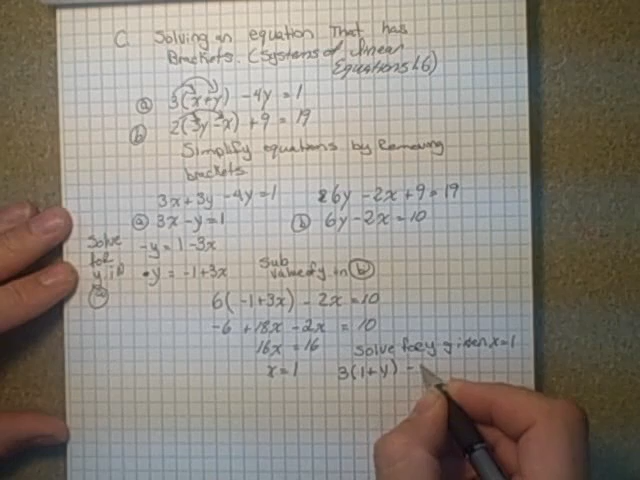 C. Solving an equation That has
Brackets. (Systems of linear
Equations L6)
ⓐ 3(x+y) -4y = 1
ⓑ 2(3y-x) +9 = 19
Simplify equations by Removing
brackets
3x+3y-4y=1 6y-2x+9=19
ⓐ 3x-y=1 ⓑ 6y-2x=10
Solve for y in ⓐ
-y = 1-3x
•y = -1+3x
Sub value of y in ⓑ
6(-1+3x) - 2x = 10
-6 +18x -2x = 10
16x = 16
x = 1
Solve for y given x=1
3(1+y) -